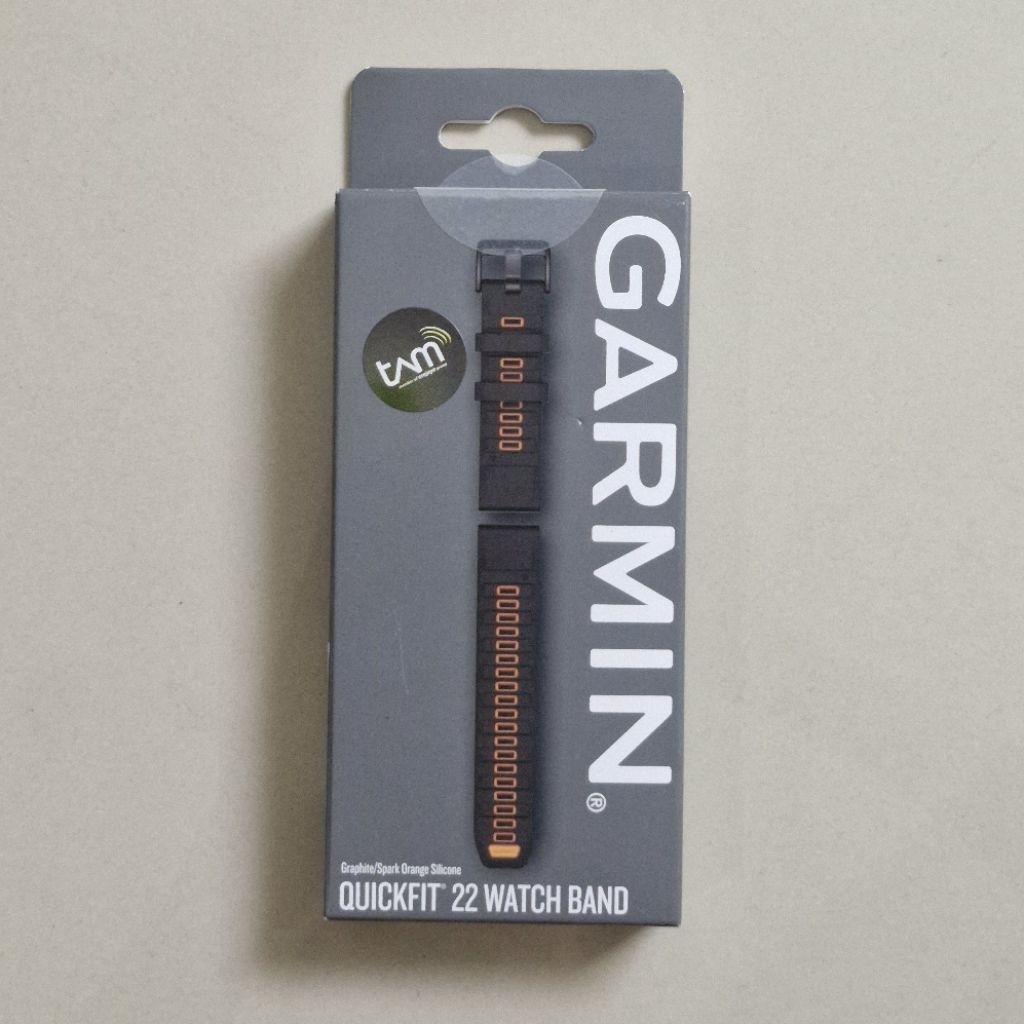 GARMIN®
tam
Graphite/Spark Orange Silicone
QUICKFIT® 22 WATCH BAND